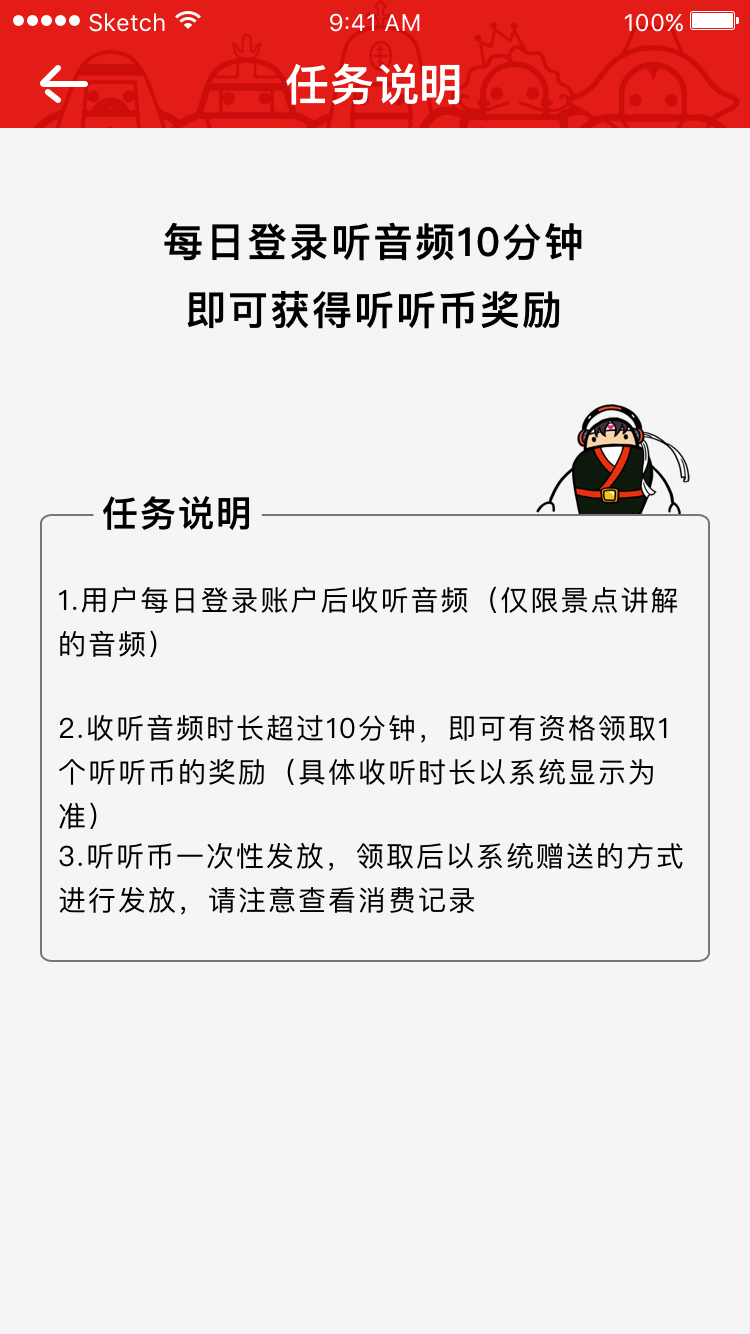 Sketch 9:41 AM 100%
任务说明
每日登录听音频10分钟
即可获得听听币奖励
任务说明
1.用户每日登录账户后收听音频（仅限景点讲解
的音频）
2.收听音频时长超过10分钟，即可有资格领取1
个听听币的奖励（具体收听时长以系统显示为
准）
3.听听币一次性发放，领取后以系统赠送的方式
进行发放，请注意查看消费记录